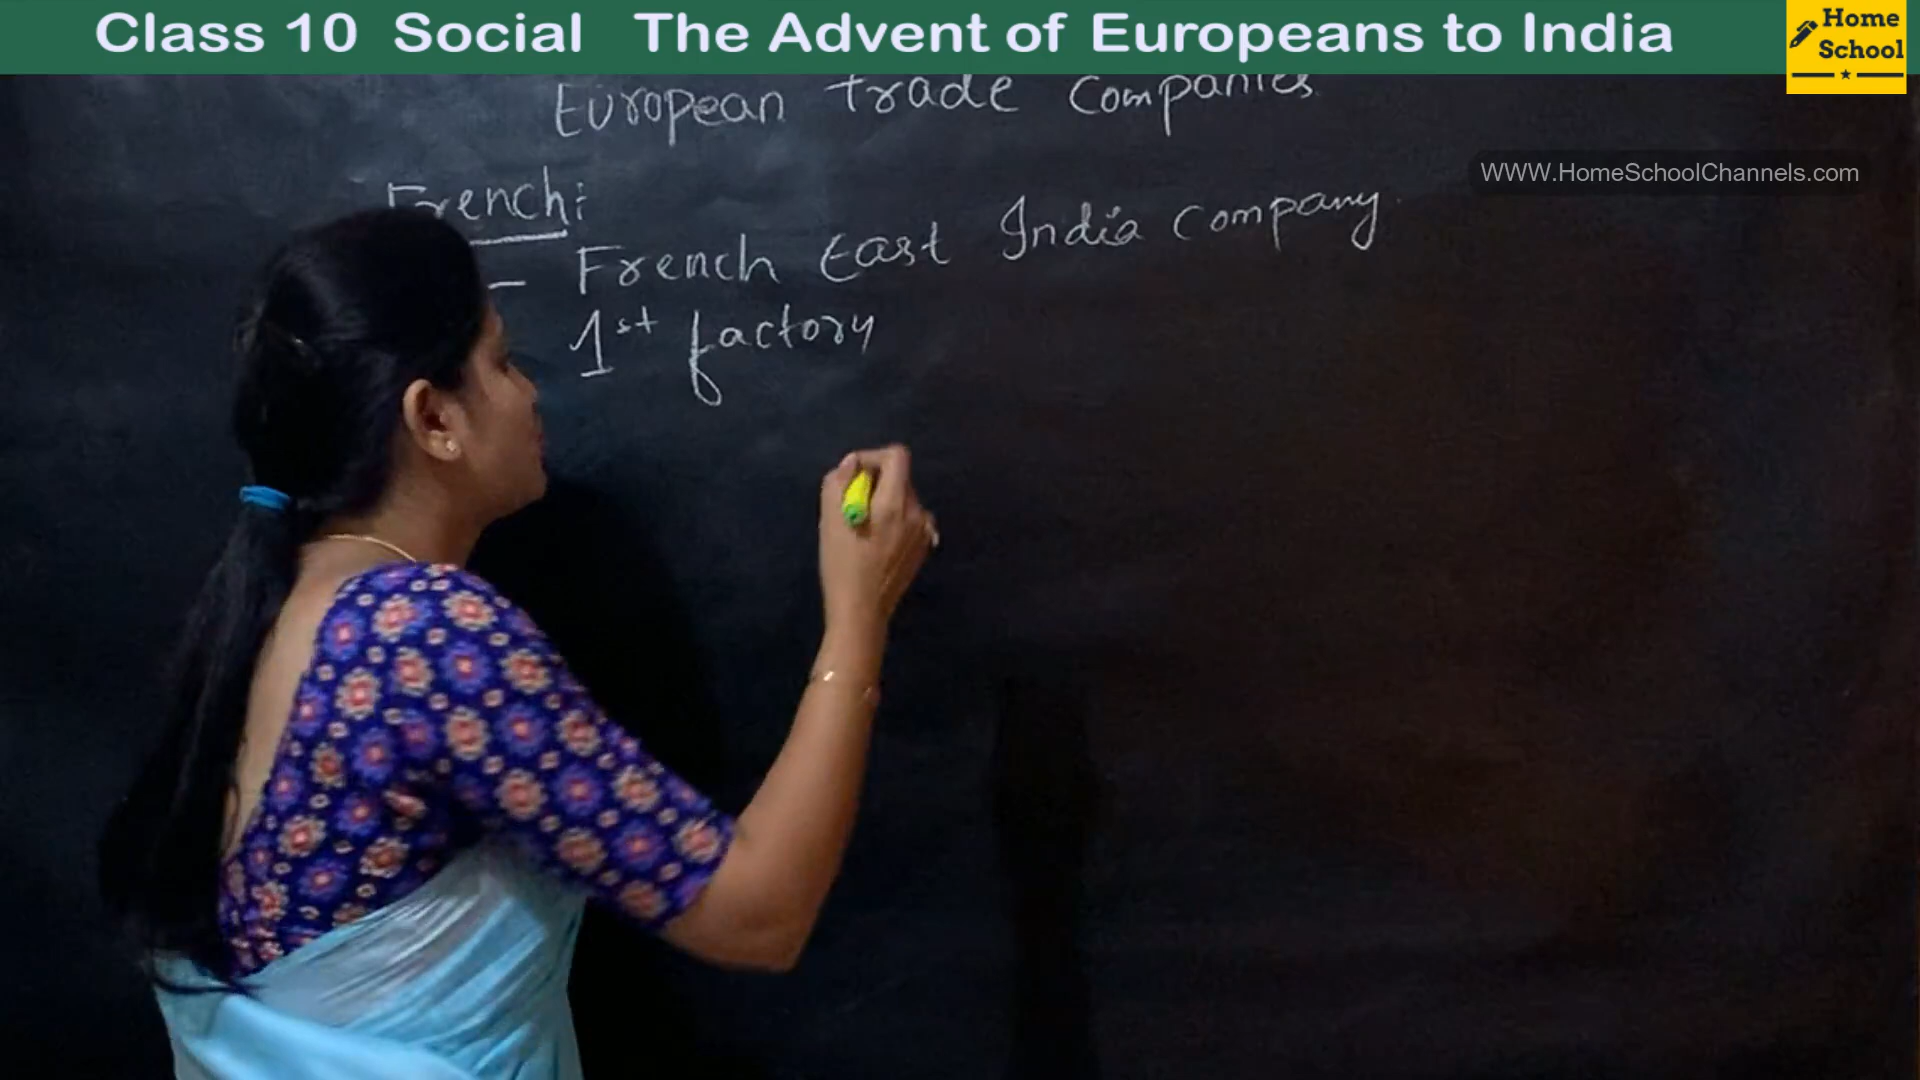 Class 10 Social The Advent of Europeans to India
Home
School
European trade Companies
WWW.HomeSchoolChannels.com
French:
- French East India Company
1st factory